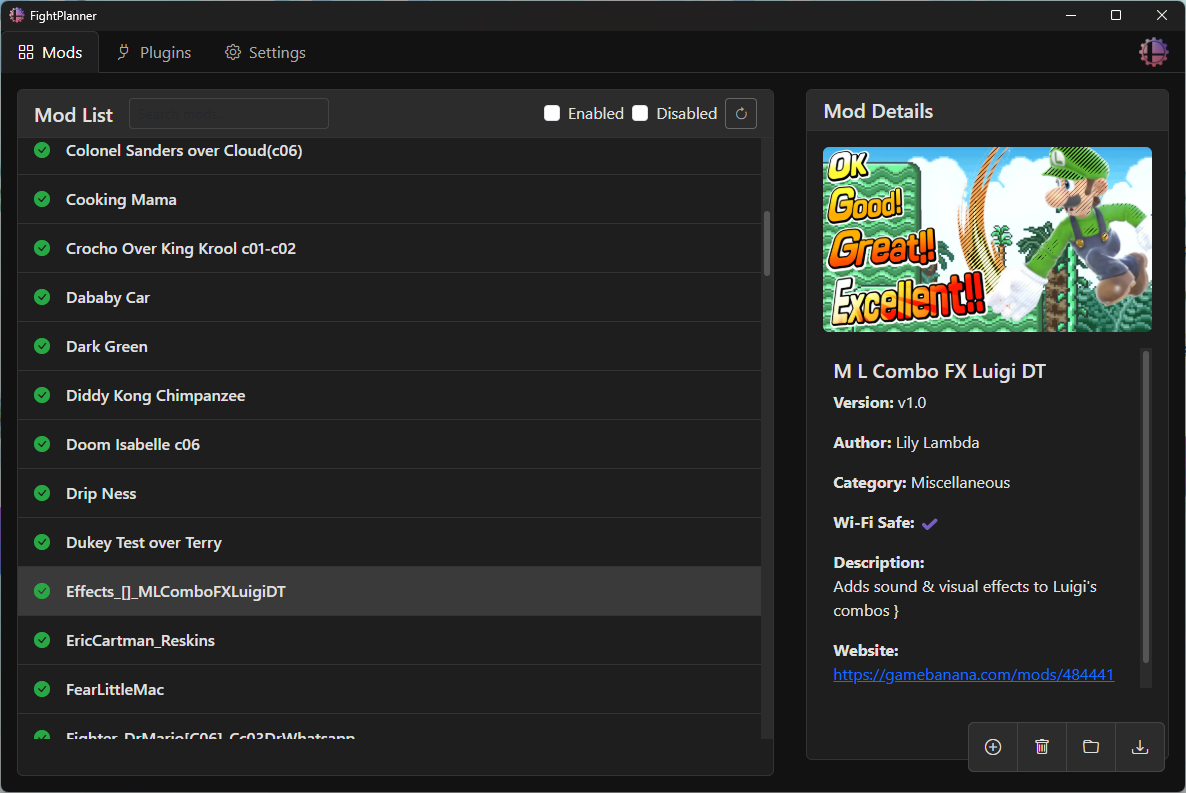 FightPlanner
Mods Plugins Settings
Mod List
Enabled Disabled
Colonel Sanders over Cloud(c06)
Cooking Mama
Crocho Over King Krool c01-c02
Dababy Car
Dark Green
Diddy Kong Chimpanzee
Doom Isabelle c06
Drip Ness
Dukey Test over Terry
Effects_[]_MLComboFXLuigiDT
EricCartman_Reskins
FearLittleMac
Fighter_DrMario[C06]_Cc03DrWhatsapp
Mod Details
OK
Good!
Great!!
Excellent!!
L
M L Combo FX Luigi DT
Version: v1.0
Author: Lily Lambda
Category: Miscellaneous
Wi-Fi Safe:
Description:
Adds sound & visual effects to Luigi's
combos }
Website:
https://gamebanana.com/mods/484441